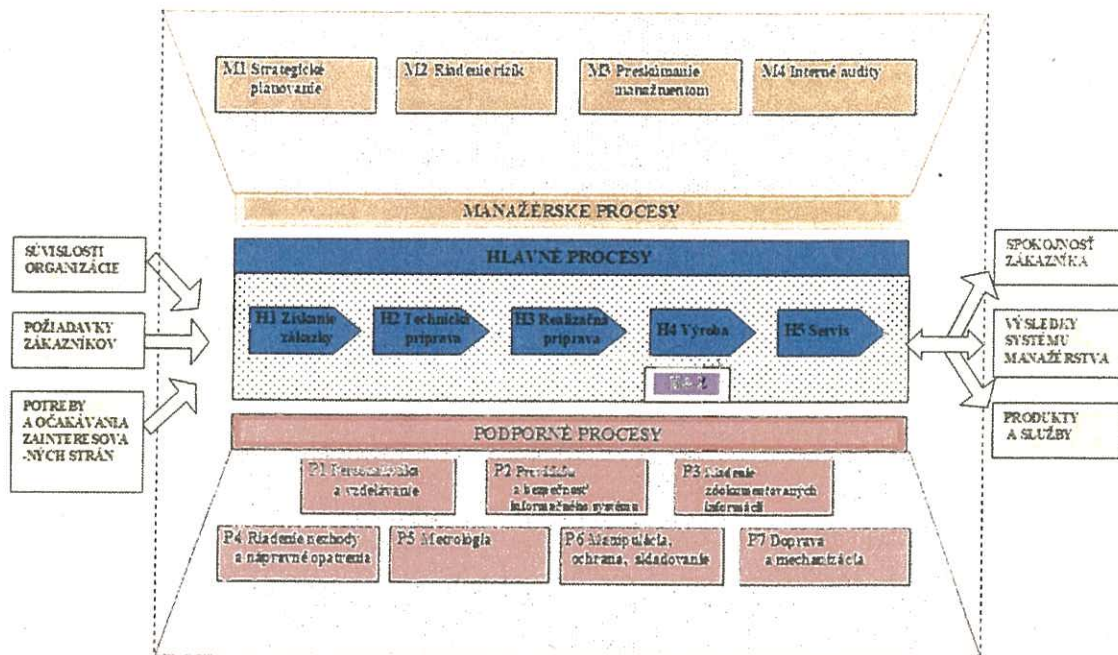 M1 Strategické
plánovanie
M2 Riadenie rizík
M3 Preskúmanie
manažmentom
M4 Interné audity
MANAŽÉRSKE PROCESY
HLAVNÉ PROCESY
SÚVISLOSTI
ORGANIZÁCIE
POŽIADAVKY
ZÁKAZNÍKOV
POTREBY
A OČAKÁVANIA
ZAINTERESOVA
-NÝCH STRÁN
H1 Získanie
zákazky
H2 Technická
príprava
H3 Realizačná
príprava
H4 Výroba
H5 Servis
SPOKOJNOSŤ
ZÁKAZNÍKA
VÝSLEDKY
SYSTÉMU
MANAŽÉRSTVA
PRODUKTY
A SLUŽBY
PODPORNÉ PROCESY
P1 Personalistika
a vzdelávanie
P2
a bezpečnosť
informačného systému
P3 Riadenie
zdokumentovaných
informácií
P4 Riadenie nezhody
a nápravné opatrenia
P5 Metrológia
P6 Manipulácia,
ochrana, skladovanie
P7 Doprava
a mechanizácia